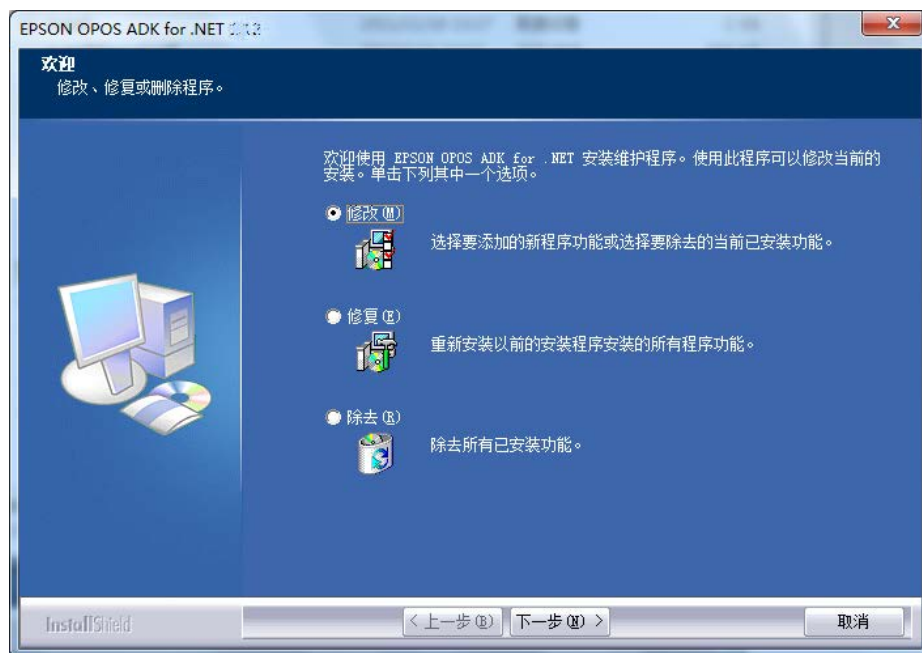 EPSON OPOS ADK for .NET
欢迎
修改、修复或删除程序。
欢迎使用 EPSON OPOS ADK for .NET 安装维护程序。使用此程序可以修改当前的
安装。单击下列其中一个选项。
修改(M)
选择要添加的新程序功能或选择要除去的当前已安装功能。
修复(E)
重新安装以前的安装程序安装的所有程序功能。
除去(R)
除去所有已安装功能。
InstallShield
< 上一步(B)
下一步(N) >
取消